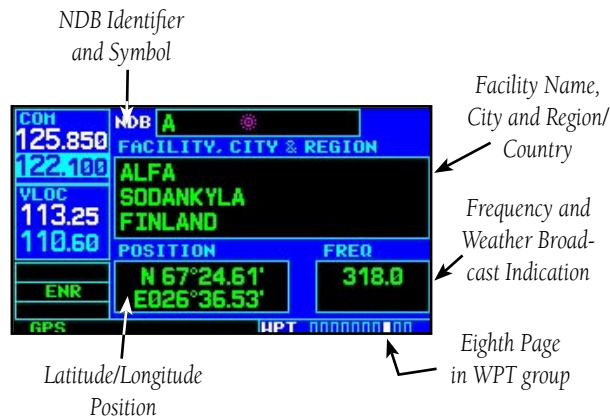 NDB Identifier
and Symbol
Facility Name,
City and Region/
Country
COM
125.850
122.100
VLOC
113.25
110.60
ENR
GPS
NDB A
FACILITY, CITY & REGION
ALFA
SODANKYLA
FINLAND
POSITION
N 67°24.61'
E026°36.53'
FREQ
318.0
WPT
Frequency and
Weather Broad-
cast Indication
Latitude/Longitude
Position
Eighth Page
in WPT group